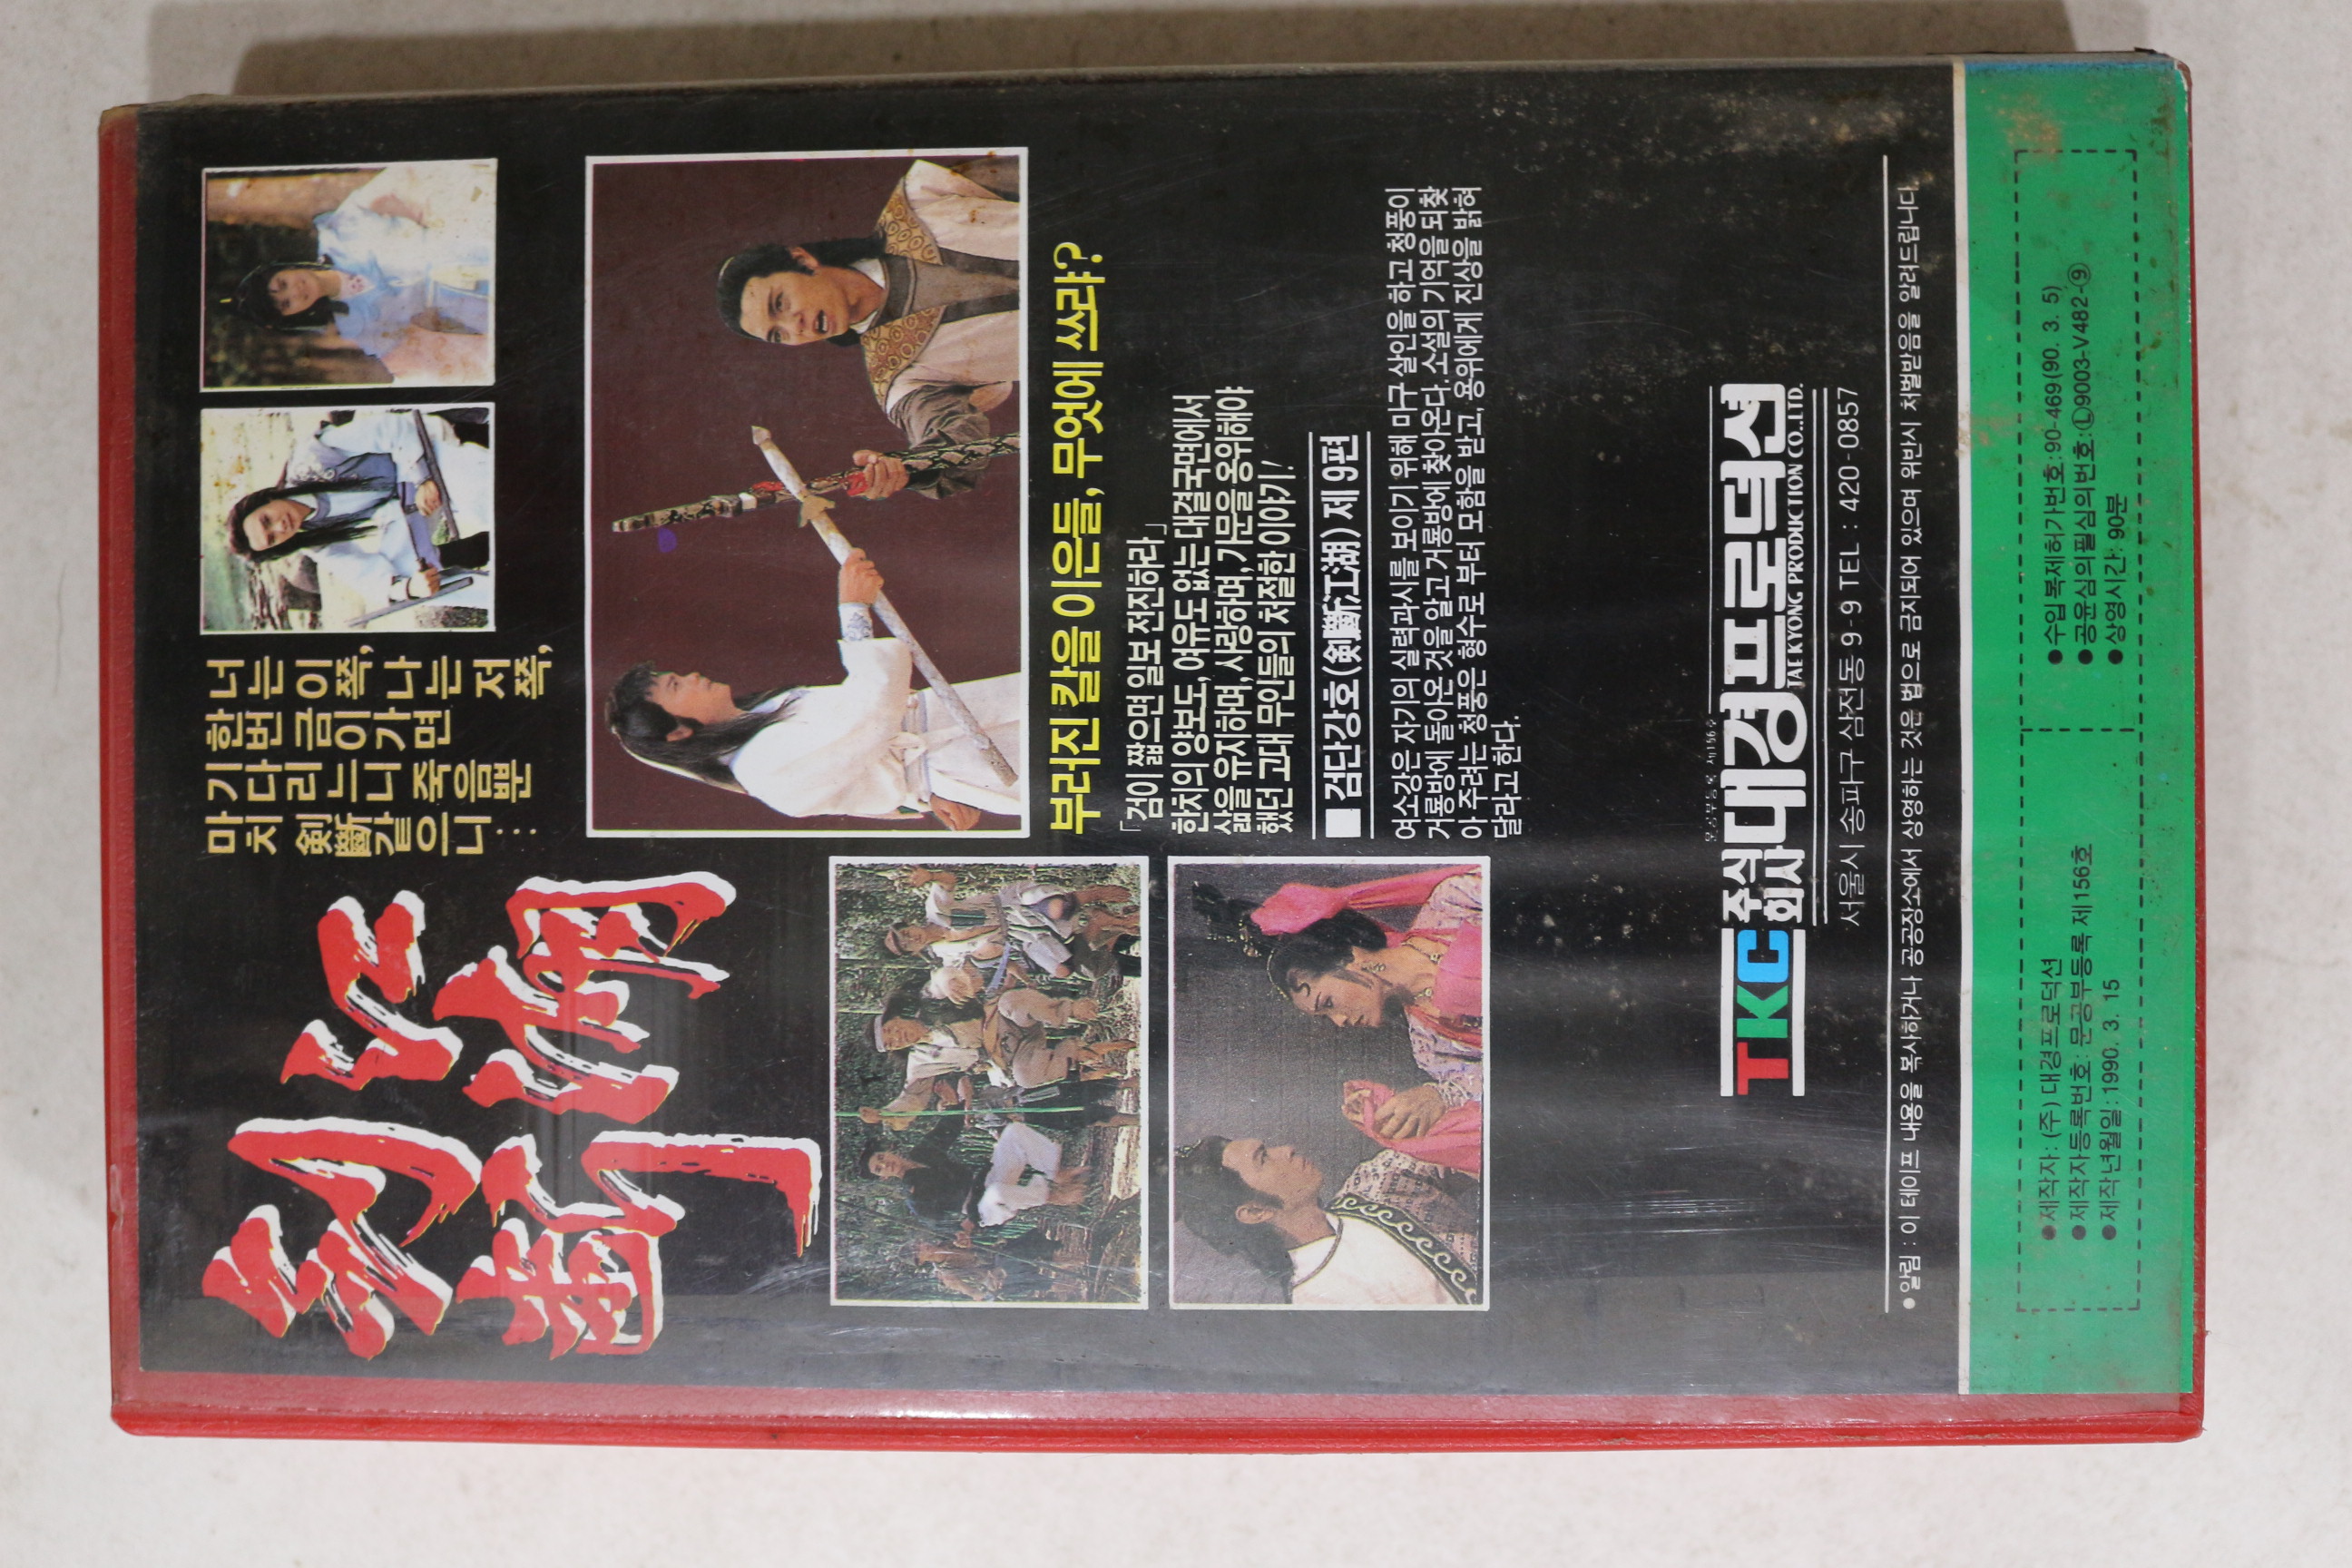 劍斷
江湖
너는 이쪽, 나는 저쪽,
한번 금이가면
기다리느니 죽음뿐
마치 劍斷같으니…
부러진 칼을 이은들, 무엇에 쓰랴?
「검이 짧으면 일보 전진하라」
한치의 양보도, 여유도 없는 대결국면에서
삶을 유지하며, 사랑하며, 가문을 옹위해야
했던 고대 무인들의 처절한 이야기!
■ 검단강호(劍斷江湖) 제 9편
여소강은 자기의 실력과시를 보이기 위해 마구 살인을 하고 청풍이
거룡방에 돌아온 것을 알고 거룡방에 찾아온다. 소설의 기억을 되찾
아 주려는 청풍은 형수로 부터 모함을 받고, 용위에게 진상을 밝혀
달라고 한다.
문공부등록 제156호
TKC 주식회사 대경프로덕션
TAE KYONG PRODUCTION CO.,LTD.
서울시 송파구 삼전동 9-9 TEL : 420-0857
●알림 : 이 테이프 내용을 복사하거나 공공장소에서 상영하는 것은 법으로 금지되어 있으며 위반시 처벌받음을 알려드립니다.
●제작자: (주) 대경프로덕션
●제작자등록번호: 문공부등록 제156호
●제작년월일: 1990. 3. 15
●수입복제허가번호:90-469(90. 3. 5)
●공윤심의필심의번호:Ⓛ9003-V482-⑨
●상영시간: 90분